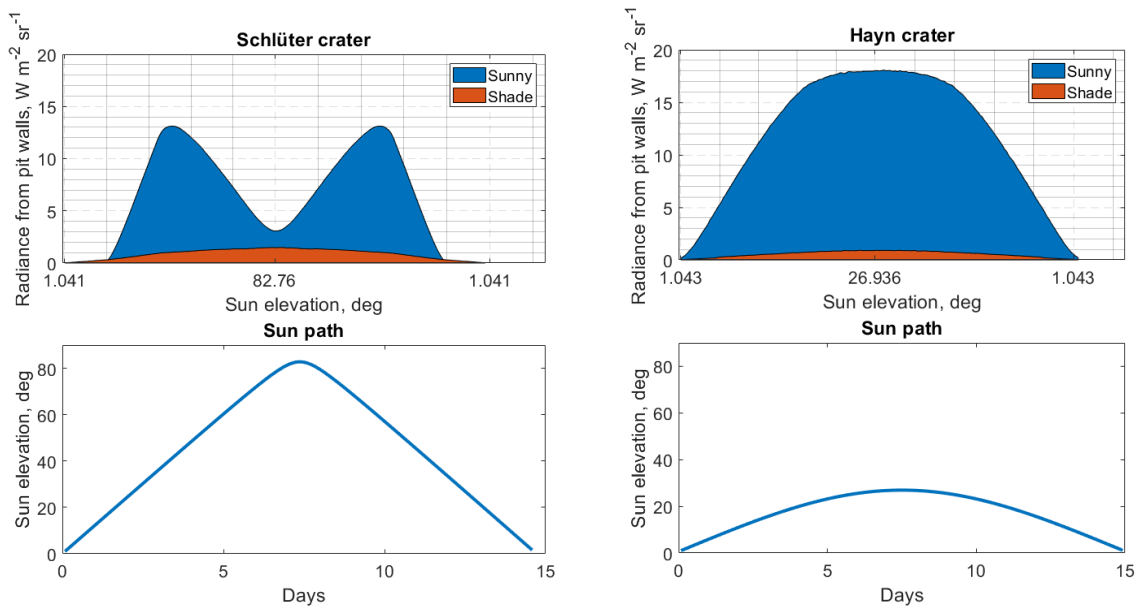 Schlüter crater
Radiance from pit walls, W m⁻² sr⁻¹
20
15
10
5
0
Sunny
Shade
1.041
82.76
1.041
Sun elevation, deg
Hayn crater
Radiance from pit walls, W m⁻² sr⁻¹
20
15
10
5
0
Sunny
Shade
1.043
26.936
1.043
Sun elevation, deg
Sun path
Sun elevation, deg
80
60
40
20
0
0
5
10
15
Days
Sun path
Sun elevation, deg
80
60
40
20
0
0
5
10
15
Days